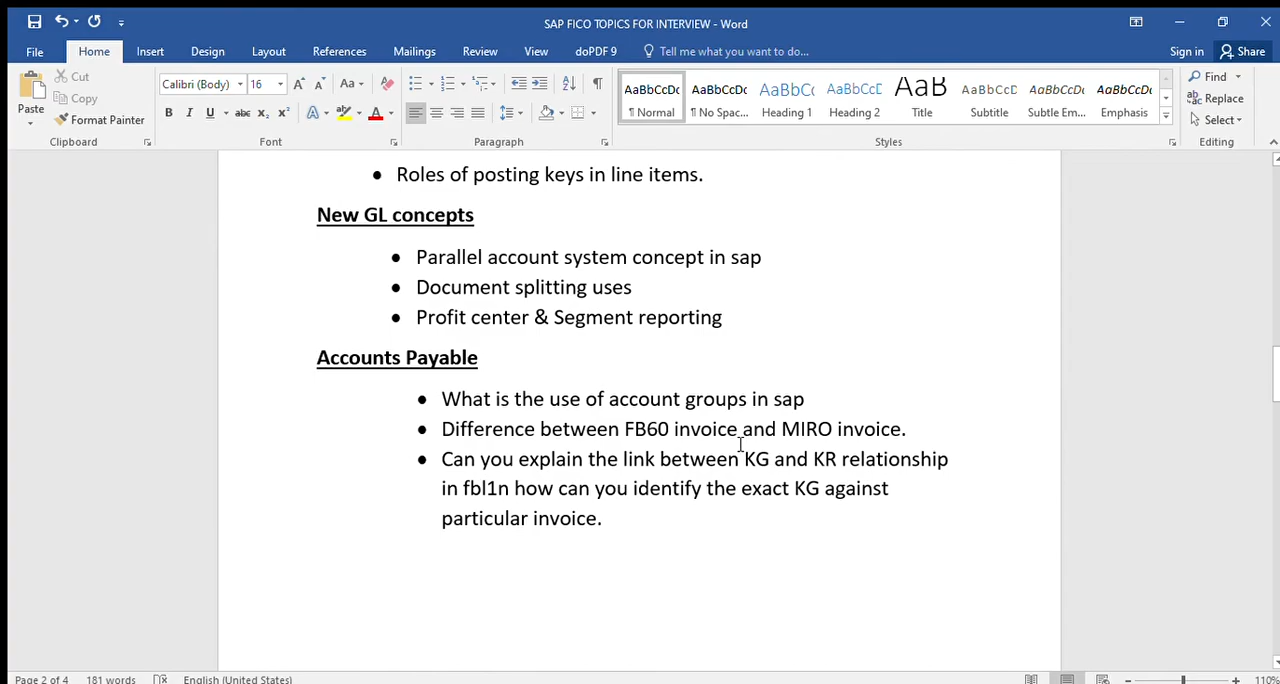 SAP FICO TOPICS FOR INTERVIEW - Word
File Home Insert Design Layout References Mailings Review View doPDF 9 Tell me what you want to do... Sign in Share
Paste Cut Copy Format Painter
Calibri (Body) 16
AaBbCcDc AaBbCcDc AaBbCc AaBbCcE AaB AaBbCcD AaBbCcDc AaBbCcDc
¶ Normal ¶ No Spac... Heading 1 Heading 2 Title Subtitle Subtle Em... Emphasis
Find Replace Select
Clipboard Font Paragraph Styles Editing
• Roles of posting keys in line items.
New GL concepts
• Parallel account system concept in sap
• Document splitting uses
• Profit center & Segment reporting
Accounts Payable
• What is the use of account groups in sap
• Difference between FB60 invoice and MIRO invoice.
• Can you explain the link between KG and KR relationship
in fbl1n how can you identify the exact KG against
particular invoice.
Page 2 of 4 181 words English (United States) 110%